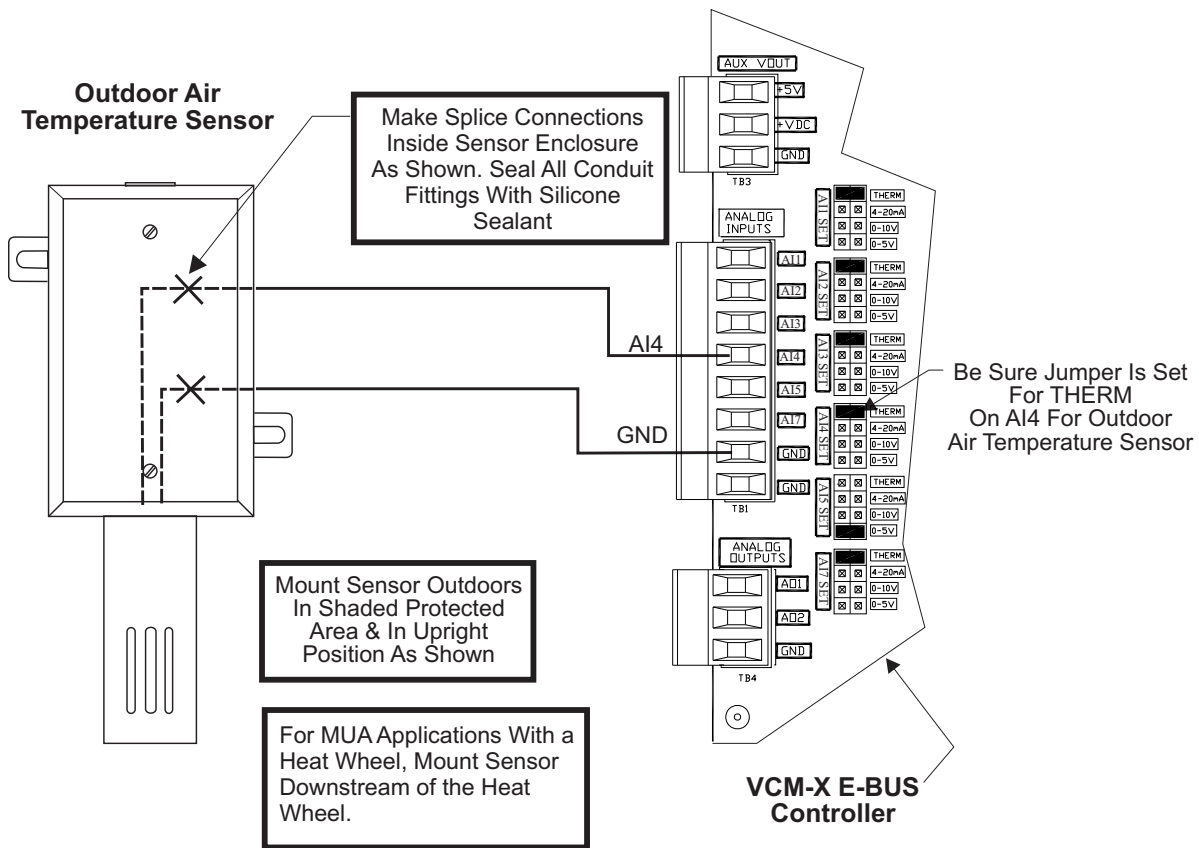 Outdoor Air
Temperature Sensor
Make Splice Connections
Inside Sensor Enclosure
As Shown. Seal All Conduit
Fittings With Silicone
Sealant
AUX VOUT
+5V
+VDC
GND
TB3
ANALOG
INPUTS
AI1
AI2
AI3
AI4
AI5
AI7
GND
GND
TB1
AI4
GND
AI1 SET
THERM
4-20mA
0-10V
0-5V
AI2 SET
THERM
4-20mA
0-10V
0-5V
AI3 SET
THERM
4-20mA
0-10V
0-5V
AI4 SET
THERM
4-20mA
0-10V
0-5V
AI5 SET
THERM
4-20mA
0-10V
0-5V
AI7 SET
THERM
4-20mA
0-10V
0-5V
Be Sure Jumper Is Set
For THERM
On AI4 For Outdoor
Air Temperature Sensor
ANALOG
OUTPUTS
AO1
AO2
GND
TB4
Mount Sensor Outdoors
In Shaded Protected
Area & In Upright
Position As Shown
For MUA Applications With a
Heat Wheel, Mount Sensor
Downstream of the Heat
Wheel.
VCM-X E-BUS
Controller